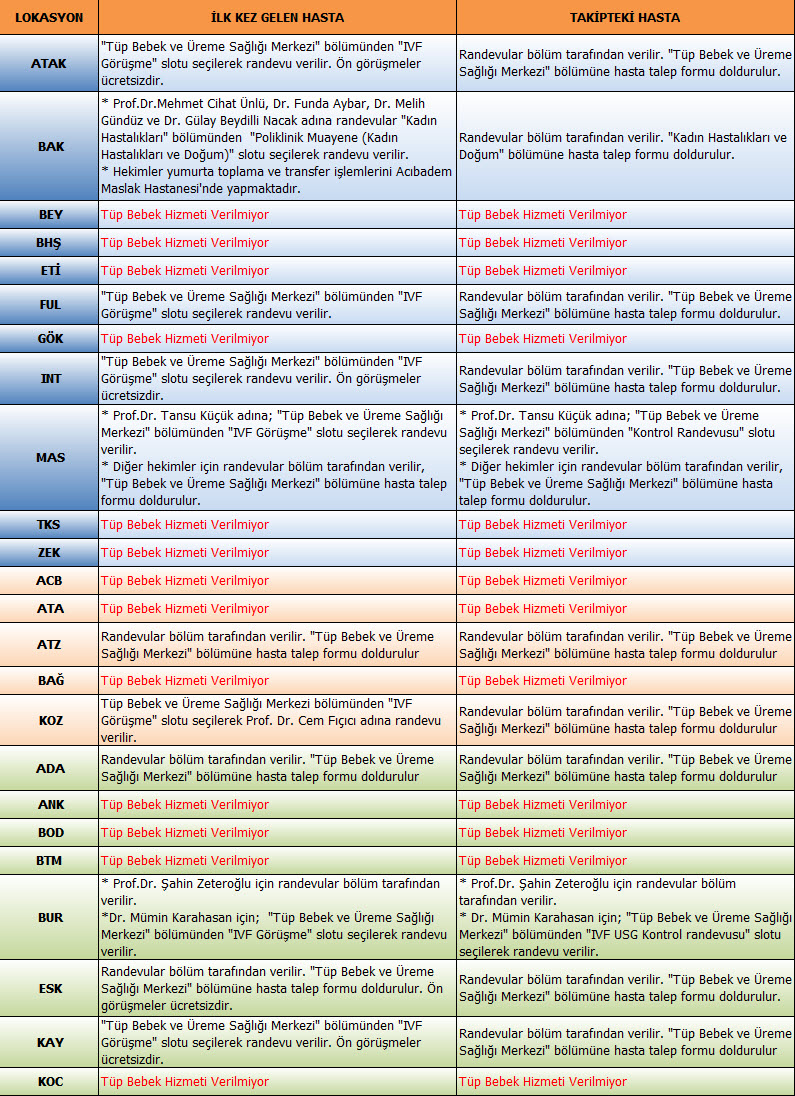 LOKASYON İLK KEZ GELEN HASTA TAKİPTEKİ HASTA
ATAK
"Tüp Bebek ve Üreme Sağlığı Merkezi" bölümünden "IVF
Görüşme" slotu seçilerek randevu verilir. Ön görüşmeler
ücretsizdir.
Randevular bölüm tarafından verilir. "Tüp Bebek ve Üreme
Sağlığı Merkezi" bölümüne hasta talep formu doldurulur.
BAK
* Prof.Dr.Mehmet Cihat Ünlü, Dr. Funda Aybar, Dr. Melih
Gündüz ve Dr. Gülay Beydilli Nacak adına randevular "Kadın
Hastalıkları" bölümünden "Poliklinik Muayene (Kadın
Hastalıkları ve Doğum)" slotu seçilerek randevu verilir.
* Hekimler yumurta toplama ve transfer işlemlerini Acıbadem
Maslak Hastanesi'nde yapmaktadır.
Randevular bölüm tarafından verilir. "Kadın Hastalıkları ve
Doğum" bölümüne hasta talep formu doldurulur.
BEY Tüp Bebek Hizmeti Verilmiyor Tüp Bebek Hizmeti Verilmiyor
BHŞ Tüp Bebek Hizmeti Verilmiyor Tüp Bebek Hizmeti Verilmiyor
ETİ Tüp Bebek Hizmeti Verilmiyor Tüp Bebek Hizmeti Verilmiyor
FUL
"Tüp Bebek ve Üreme Sağlığı Merkezi" bölümünden "IVF
Görüşme" slotu seçilerek randevu verilir.
Randevular bölüm tarafından verilir. "Tüp Bebek ve Üreme
Sağlığı Merkezi" bölümüne hasta talep formu doldurulur.
GÖK Tüp Bebek Hizmeti Verilmiyor Tüp Bebek Hizmeti Verilmiyor
INT
"Tüp Bebek ve Üreme Sağlığı Merkezi" bölümünden "IVF
Görüşme" slotu seçilerek randevu verilir. Ön görüşmeler
ücretsizdir.
Randevular bölüm tarafından verilir. "Tüp Bebek ve Üreme
Sağlığı Merkezi" bölümüne hasta talep formu doldurulur.
MAS
* Prof.Dr. Tansu Küçük adına; "Tüp Bebek ve Üreme Sağlığı
Merkezi" bölümünden "IVF Görüşme" slotu seçilerek randevu
verilir.
* Diğer hekimler için randevular bölüm tarafından verilir,
"Tüp Bebek ve Üreme Sağlığı Merkezi" bölümüne hasta talep
formu doldurulur.
* Prof.Dr. Tansu Küçük adına; "Tüp Bebek ve Üreme
Sağlığı Merkezi" bölümünden "Kontrol Randevusu" slotu
seçilerek randevu verilir.
* Diğer hekimler için randevular bölüm tarafından verilir,
"Tüp Bebek ve Üreme Sağlığı Merkezi" bölümüne hasta
talep formu doldurulur.
TKS Tüp Bebek Hizmeti Verilmiyor Tüp Bebek Hizmeti Verilmiyor
ZEK Tüp Bebek Hizmeti Verilmiyor Tüp Bebek Hizmeti Verilmiyor
ACB Tüp Bebek Hizmeti Verilmiyor Tüp Bebek Hizmeti Verilmiyor
ATA Tüp Bebek Hizmeti Verilmiyor Tüp Bebek Hizmeti Verilmiyor
ATZ
Randevular bölüm tarafından verilir. "Tüp Bebek ve Üreme
Sağlığı Merkezi" bölümüne hasta talep formu doldurulur
Randevular bölüm tarafından verilir. "Tüp Bebek ve Üreme
Sağlığı Merkezi" bölümüne hasta talep formu doldurulur
BAĞ Tüp Bebek Hizmeti Verilmiyor Tüp Bebek Hizmeti Verilmiyor
KOZ
Tüp Bebek ve Üreme Sağlığı Merkezi bölümünden "IVF
Görüşme" slotu seçilerek Prof. Dr. Cem Fıçıcı adına randevu
verilir.
Randevular bölüm tarafından verilir. "Tüp Bebek ve Üreme
Sağlığı Merkezi" bölümüne hasta talep formu doldurulur
ADA
Randevular bölüm tarafından verilir. "Tüp Bebek ve Üreme
Sağlığı Merkezi" bölümüne hasta talep formu doldurulur
Randevular bölüm tarafından verilir. "Tüp Bebek ve Üreme
Sağlığı Merkezi" bölümüne hasta talep formu doldurulur
ANK Tüp Bebek Hizmeti Verilmiyor Tüp Bebek Hizmeti Verilmiyor
BOD Tüp Bebek Hizmeti Verilmiyor Tüp Bebek Hizmeti Verilmiyor
BTM Tüp Bebek Hizmeti Verilmiyor Tüp Bebek Hizmeti Verilmiyor
BUR
* Prof.Dr. Şahin Zeteroğlu için randevular bölüm tarafından
verilir.
*Dr. Mümin Karahasan için; "Tüp Bebek ve Üreme Sağlığı
Merkezi" bölümünden "IVF Görüşme" slotu seçilerek randevu
verilir.
* Prof.Dr. Şahin Zeteroğlu için randevular bölüm
tarafından verilir.
* Dr. Mümin Karahasan için; "Tüp Bebek ve Üreme Sağlığı
Merkezi" bölümünden "IVF USG Kontrol randevusu" slotu
seçilerek randevu verilir.
ESK
Randevular bölüm tarafından verilir. "Tüp Bebek ve Üreme
Sağlığı Merkezi" bölümüne hasta talep formu doldurulur. Ön
görüşmeler ücretsizdir.
Randevular bölüm tarafından verilir. "Tüp Bebek ve Üreme
Sağlığı Merkezi" bölümüne hasta talep formu doldurulur.
KAY
"Tüp Bebek ve Üreme Sağlığı Merkezi" bölümünden "IVF
Görüşme" slotu seçilerek randevu verilir. Ön görüşmeler
ücretsizdir.
Randevular bölüm tarafından verilir. "Tüp Bebek ve Üreme
Sağlığı Merkezi" bölümüne hasta talep formu doldurulur
KOC Tüp Bebek Hizmeti Verilmiyor Tüp Bebek Hizmeti Verilmiyor